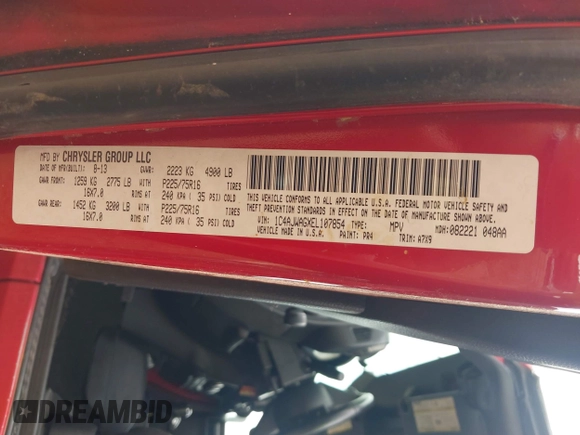 MFD BY CHRYSLER GROUP LLC
DATE OF MFR(BUILT): 8-13 GVWR: 2223 KG 4900 LB
GAWR FRONT: 1259 KG 2775 LB WITH P225/75R16 TIRES
16X7.0 RIMS AT 240 KPA ( 35 PSI) COLD
GAWR REAR: 1452 KG 3200 LB WITH P225/75R16 TIRES
16X7.0 RIMS AT 240 KPA ( 35 PSI) COLD
THIS VEHICLE CONFORMS TO ALL APPLICABLE U.S.A. FEDERAL MOTOR VEHICLE SAFETY AND
THEFT PREVENTION STANDARDS IN EFFECT ON THE DATE OF MANUFACTURE SHOWN ABOVE.
VIN: 1C4AJWAGXEL107854 TYPE: MPV MDH: 082221 048AA
VEHICLE MADE IN U.S.A. PAINT: PR4 TRIM: A7X9
DREAMBID